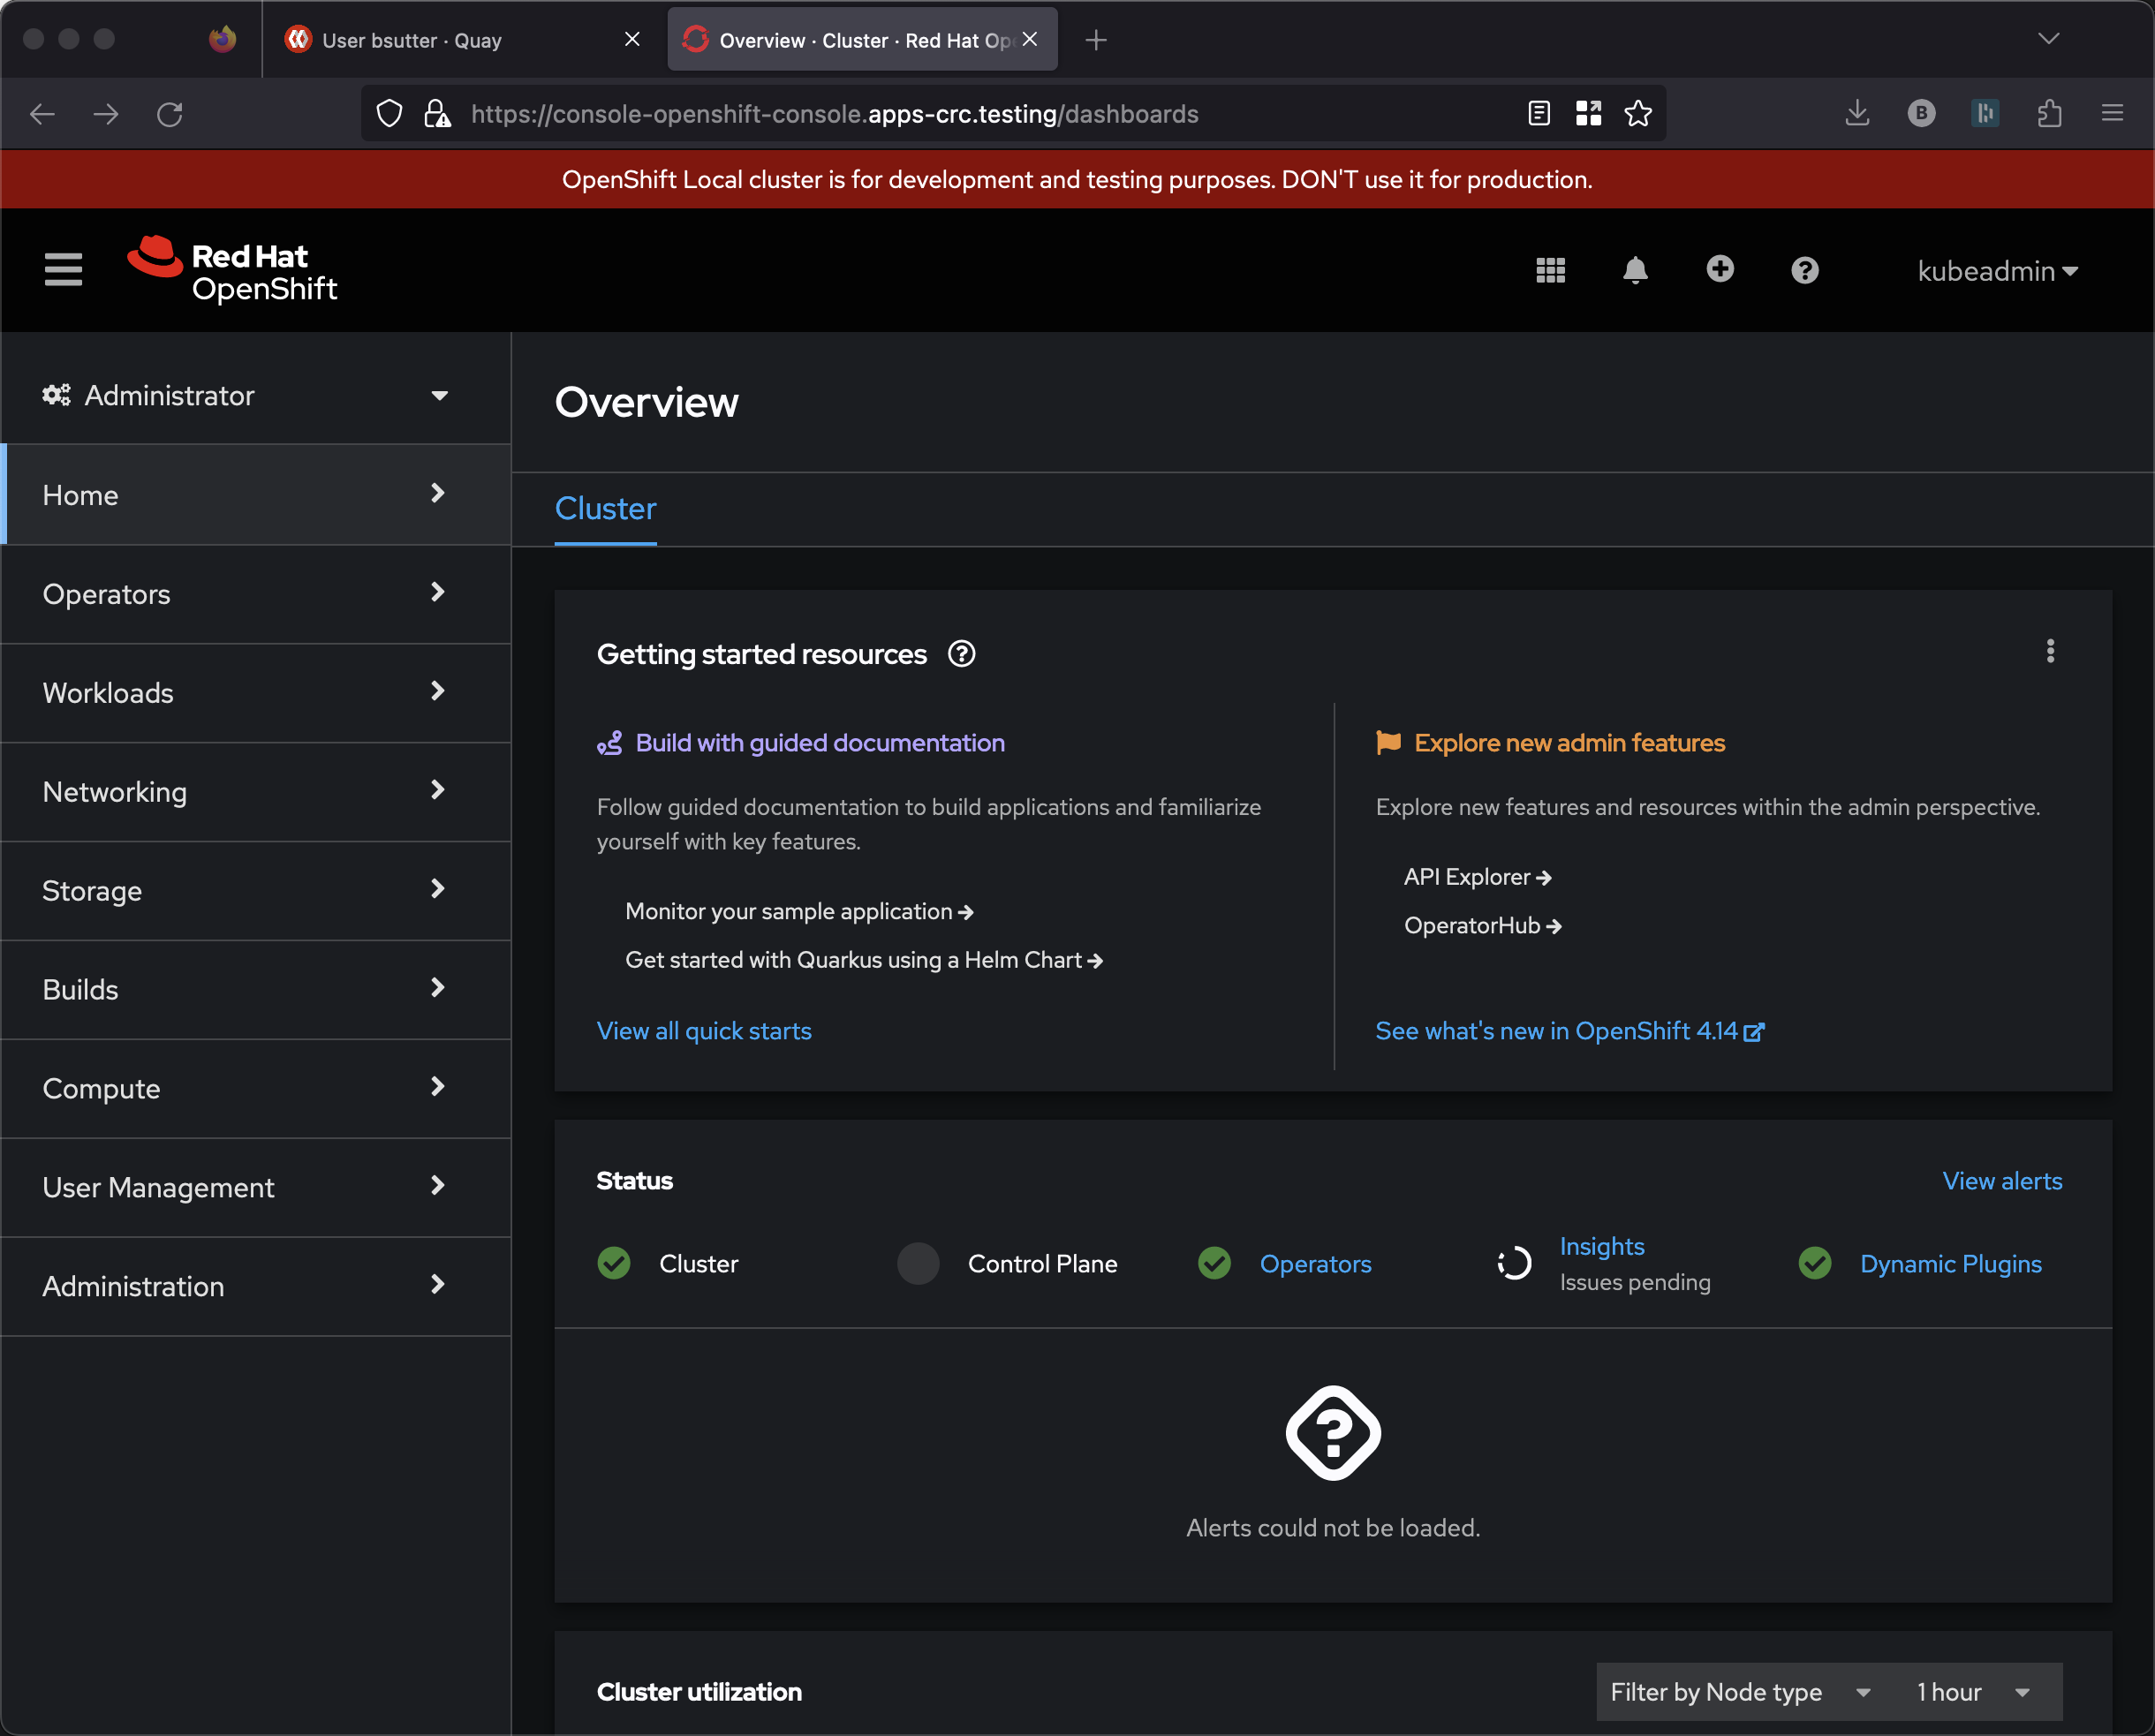 User bsutter · Quay
Overview · Cluster · Red Hat Op
https://console-openshift-console.apps-crc.testing/dashboards
B
OpenShift Local cluster is for development and testing purposes. DON'T use it for production.
Red Hat
OpenShift
kubeadmin
Administrator
Home
Operators
Workloads
Networking
Storage
Builds
Compute
User Management
Administration
Overview
Cluster
Getting started resources
Build with guided documentation
Follow guided documentation to build applications and familiarize
yourself with key features.
Monitor your sample application
Get started with Quarkus using a Helm Chart
View all quick starts
Explore new admin features
Explore new features and resources within the admin perspective.
API Explorer
OperatorHub
See what's new in OpenShift 4.14
Status
View alerts
Cluster
Control Plane
Operators
Insights
Issues pending
Dynamic Plugins
Alerts could not be loaded.
Cluster utilization
Filter by Node type
1 hour